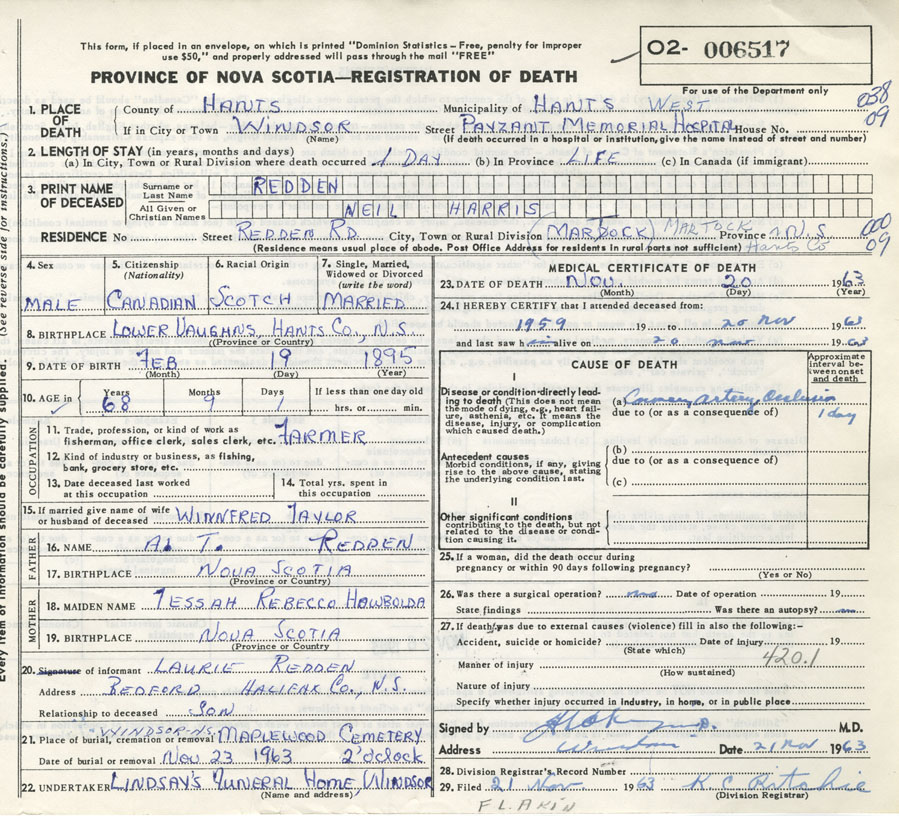 This form, if placed in an envelope, on which is printed "Dominion Statistics – Free, penalty for improper
use $50," and properly addressed will pass through the mail "FREE"
PROVINCE OF NOVA SCOTIA—REGISTRATION OF DEATH
02- 006517
For use of the Department only
038
09
1. PLACE OF DEATH
County of HANTS Municipality of HANTS WEST
If in City or Town WINDSOR Street PAYZANT MEMORIAL HOSPITAL House No.
(Name) (If death occurred in a hospital or institution, give the name instead of street and number)
2. LENGTH OF STAY (in years, months and days)
(a) In City, Town or Rural Division where death occurred 1 DAY (b) In Province LIFE (c) In Canada (if immigrant)
3. PRINT NAME OF DECEASED
Surname or Last Name REDDEN
All Given or Christian Names NEIL HARRIS
RESIDENCE No Street REDDEN RD. City, Town or Rural Division (MARTOCK) MARTOCK Province N.S
000
09
(Residence means usual place of abode. Post Office Address for residents in rural parts not sufficient) Hants Co
4. Sex
MALE
5. Citizenship
(Nationality)
CANADIAN
6. Racial Origin
SCOTCH
7. Single, Married, Widowed or Divorced
(write the word)
MARRIED
8. BIRTHPLACE LOWER VAUGHNS HANTS CO., N.S.
(Province or Country)
9. DATE OF BIRTH FEB 19 1895
(Month) (Day) (Year)
10. AGE in Years Months Days If less than one day old
68 9 1 hrs. or min.
OCCUPATION
11. Trade, profession, or kind of work as
fisherman, office clerk, sales clerk, etc. FARMER
12. Kind of industry or business, as fishing,
bank, grocery store, etc.
13. Date deceased last worked
at this occupation
14. Total yrs. spent in
this occupation
15. If married give name of wife
or husband of deceased WINNFRED TAYLOR
FATHER
16. NAME A. T. REDDEN
17. BIRTHPLACE NOVA SCOTIA
(Province or Country)
MOTHER
18. MAIDEN NAME TESSAH REBECCO HAWBOLDA
19. BIRTHPLACE NOVA SCOTIA
(Province or Country)
20. Signature of informant LAURIE REDDEN
Address BEDFORD HALIFAX CO., N.S.
Relationship to deceased SON
WINDSOR-NS
21. Place of burial, cremation or removal MAPLEWOOD CEMETERY
Date of burial or removal NOV 23 1963 2 o'clock
22. UNDERTAKER LINDSAY'S FUNERAL HOME, WINDSOR
(Name and address)
MEDICAL CERTIFICATE OF DEATH
23. DATE OF DEATH NOV. 20 1963
(Month) (Day) (Year)
24. I HEREBY CERTIFY that I attended deceased from:
1959 19 to 20 Nov 1963
and last saw him alive on 20 Nov 1963
CAUSE OF DEATH
Approximate interval between onset and death
I
Disease or condition directly leading to death (This does not mean the mode of dying, e.g., heart failure, asthenia, etc. It means the disease, injury, or complication which caused death.)
(a) Coronary Artery Occlusion
due to (or as a consequence of) 1 day
Antecedent causes
Morbid conditions, if any, giving rise to the above cause, stating the underlying condition last.
(b)
due to (or as a consequence of)
(c)
II
Other significant conditions
contributing to the death, but not related to the disease or condition causing it.
25. If a woman, did the death occur during
pregnancy or within 90 days following pregnancy?
(Yes or No)
26. Was there a surgical operation? Date of operation 19
State findings Was there an autopsy?
27. If death was due to external causes (violence) fill in also the following:-
Accident, suicide or homicide? Date of injury 19
(State which) 420.1
Manner of injury
(How sustained)
Nature of injury
Specify whether injury occurred in industry, in home, or in public place
Signed by M.D.
Address Windsor Date 21 Nov 1963
28. Division Registrar's Record Number
29. Filed 21 Nov 1963 K C Ritchie
(Division Registrar)
F L. AKIN
Every item of information should be carefully supplied. (See reverse side for instructions.)